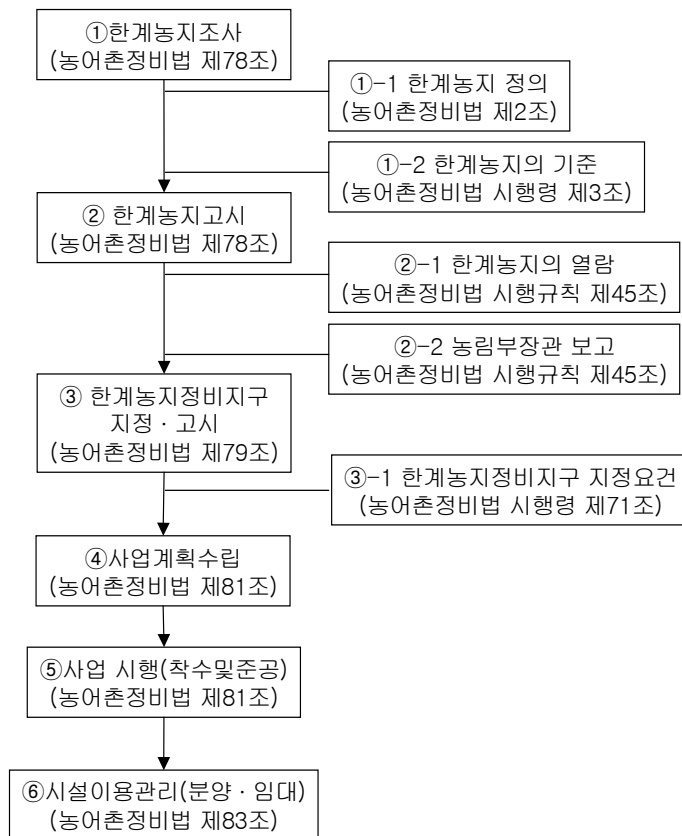 ①한계농지조사
(농어촌정비법 제78조)
①-1 한계농지 정의
(농어촌정비법 제2조)
①-2 한계농지의 기준
(농어촌정비법 시행령 제3조)
② 한계농지고시
(농어촌정비법 제78조)
②-1 한계농지의 열람
(농어촌정비법 시행규칙 제45조)
②-2 농림부장관 보고
(농어촌정비법 시행규칙 제45조)
③ 한계농지정비지구
지정 · 고시
(농어촌정비법 제79조)
③-1 한계농지정비지구 지정요건
(농어촌정비법 시행령 제71조)
④사업계획수립
(농어촌정비법 제81조)
⑤사업 시행(착수및준공)
(농어촌정비법 제81조)
⑥시설이용관리(분양 · 임대)
(농어촌정비법 제83조)